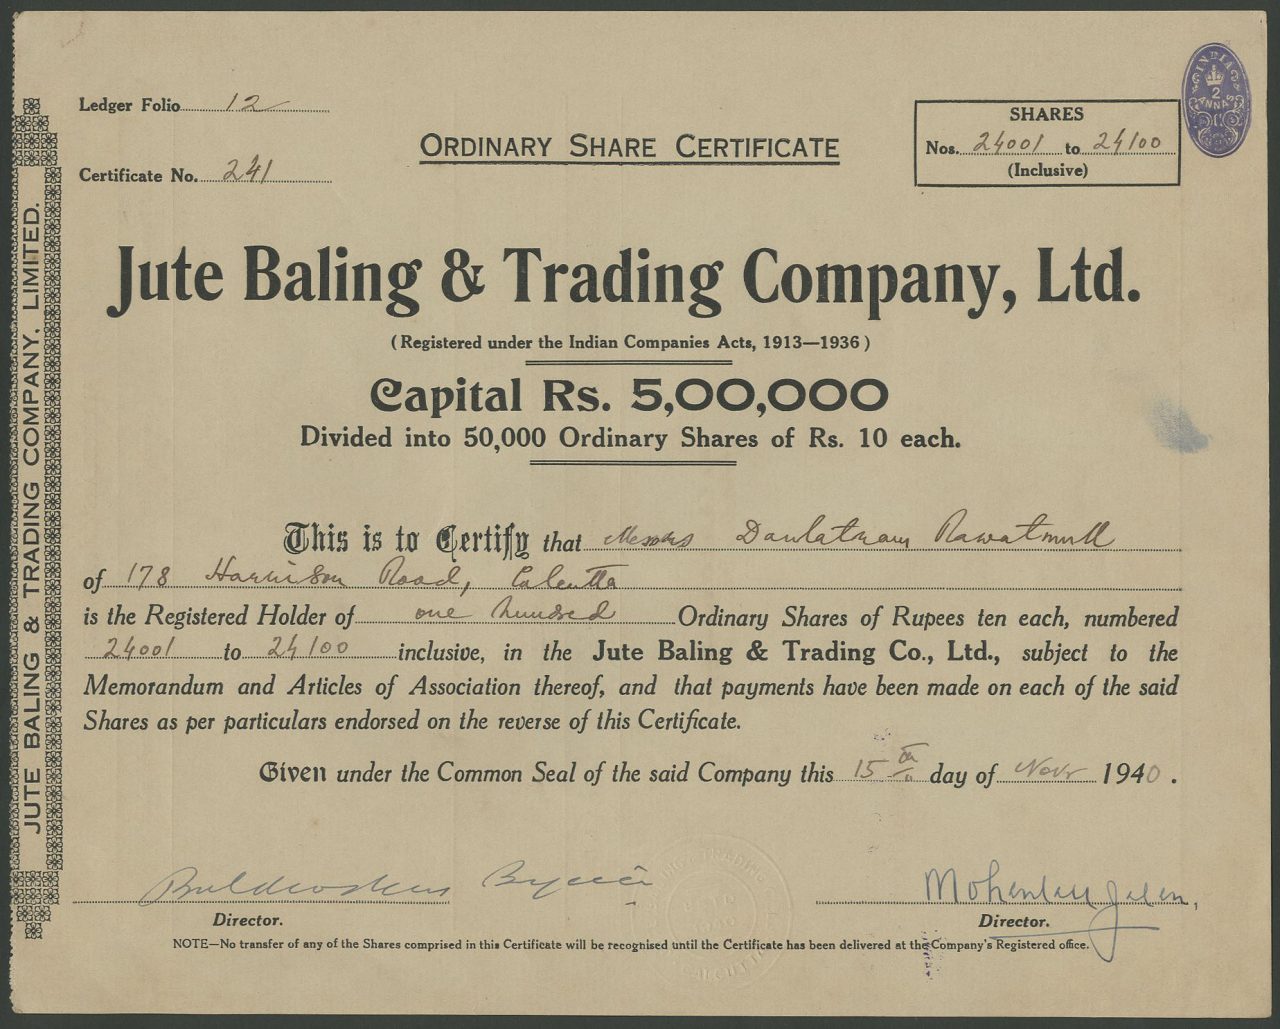 Ledger Folio 12
Certificate No. 241
ORDINARY SHARE CERTIFICATE
SHARES
Nos. 24001 to 24100
(Inclusive)
INDIA
2
ANNAS
Jute Baling & Trading Company, Ltd.
(Registered under the Indian Companies Acts, 1913—1936)
Capital Rs. 5,00,000
Divided into 50,000 Ordinary Shares of Rs. 10 each.
This is to Certify that Messrs Daulatram Rawatmull
of 178 Harrison Road, Calcutta
is the Registered Holder of one hundred Ordinary Shares of Rupees ten each, numbered
24001 to 24100 inclusive, in the Jute Baling & Trading Co., Ltd., subject to the
Memorandum and Articles of Association thereof, and that payments have been made on each of the said
Shares as per particulars endorsed on the reverse of this Certificate.
Given under the Common Seal of the said Company this 15th day of Novr 1940.
Director.
Director.
NOTE—No transfer of any of the Shares comprised in this Certificate will be recognised until the Certificate has been delivered at the Company's Registered office.
JUTE BALING & TRADING COMPANY, LIMITED.